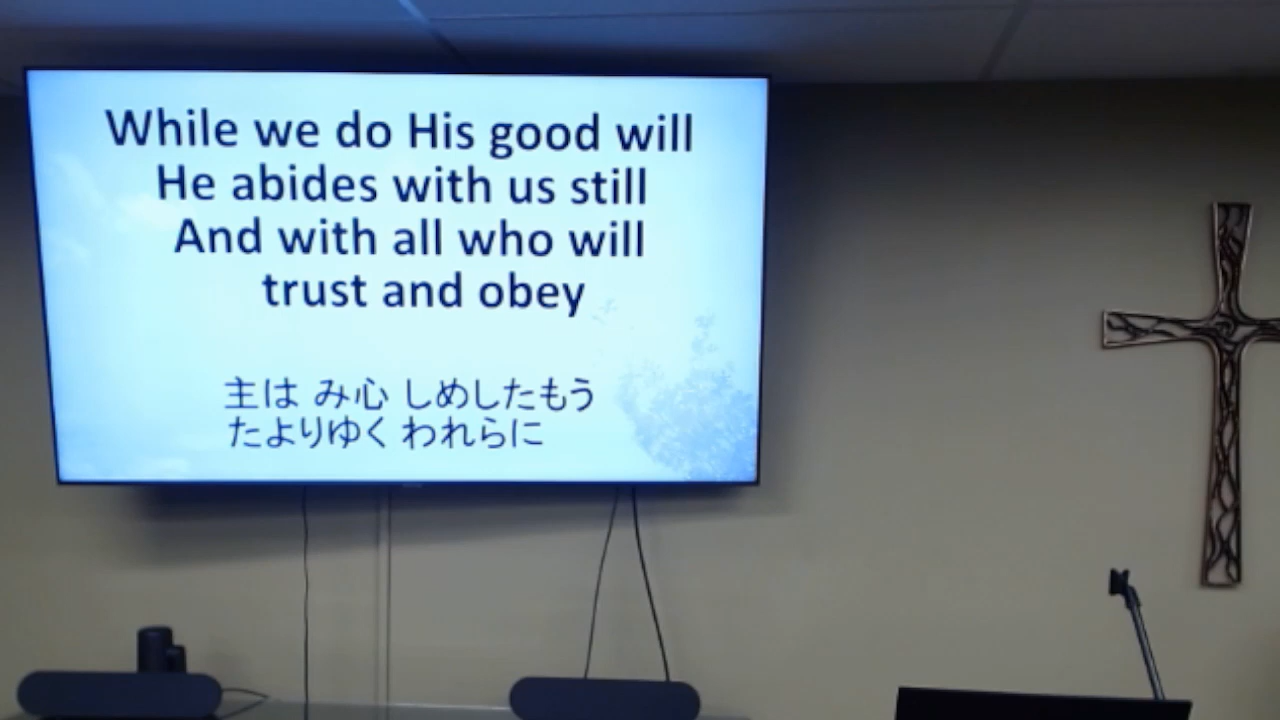 While we do His good will
He abides with us still
And with all who will
trust and obey
主は み心 しめしたもう
たよりゆく われらに